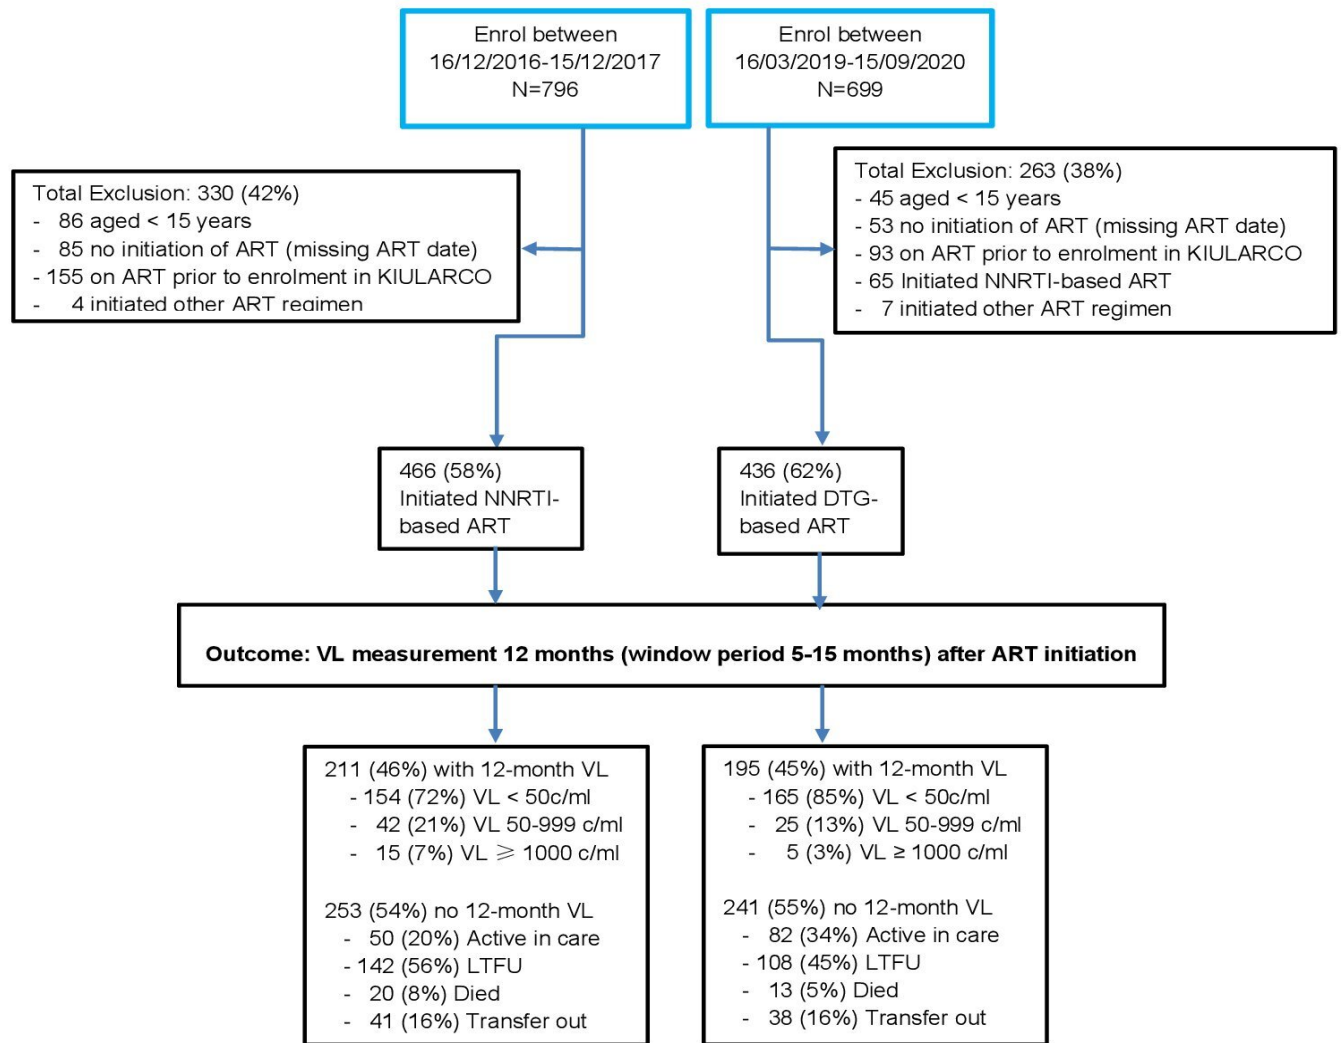 Enrol between
16/12/2016-15/12/2017
N=796
Enrol between
16/03/2019-15/09/2020
N=699
Total Exclusion: 330 (42%)
- 86 aged < 15 years
- 85 no initiation of ART (missing ART date)
- 155 on ART prior to enrolment in KIULARCO
- 4 initiated other ART regimen
Total Exclusion: 263 (38%)
- 45 aged < 15 years
- 53 no initiation of ART (missing ART date)
- 93 on ART prior to enrolment in KIULARCO
- 65 Initiated NNRTI-based ART
- 7 initiated other ART regimen
466 (58%)
Initiated NNRTI-
based ART
436 (62%)
Initiated DTG-
based ART
Outcome: VL measurement 12 months (window period 5-15 months) after ART initiation
211 (46%) with 12-month VL
- 154 (72%) VL < 50c/ml
- 42 (21%) VL 50-999 c/ml
- 15 (7%) VL ⩾ 1000 c/ml
253 (54%) no 12-month VL
- 50 (20%) Active in care
- 142 (56%) LTFU
- 20 (8%) Died
- 41 (16%) Transfer out
195 (45%) with 12-month VL
- 165 (85%) VL < 50c/ml
- 25 (13%) VL 50-999 c/ml
- 5 (3%) VL ≥ 1000 c/ml
241 (55%) no 12-month VL
- 82 (34%) Active in care
- 108 (45%) LTFU
- 13 (5%) Died
- 38 (16%) Transfer out